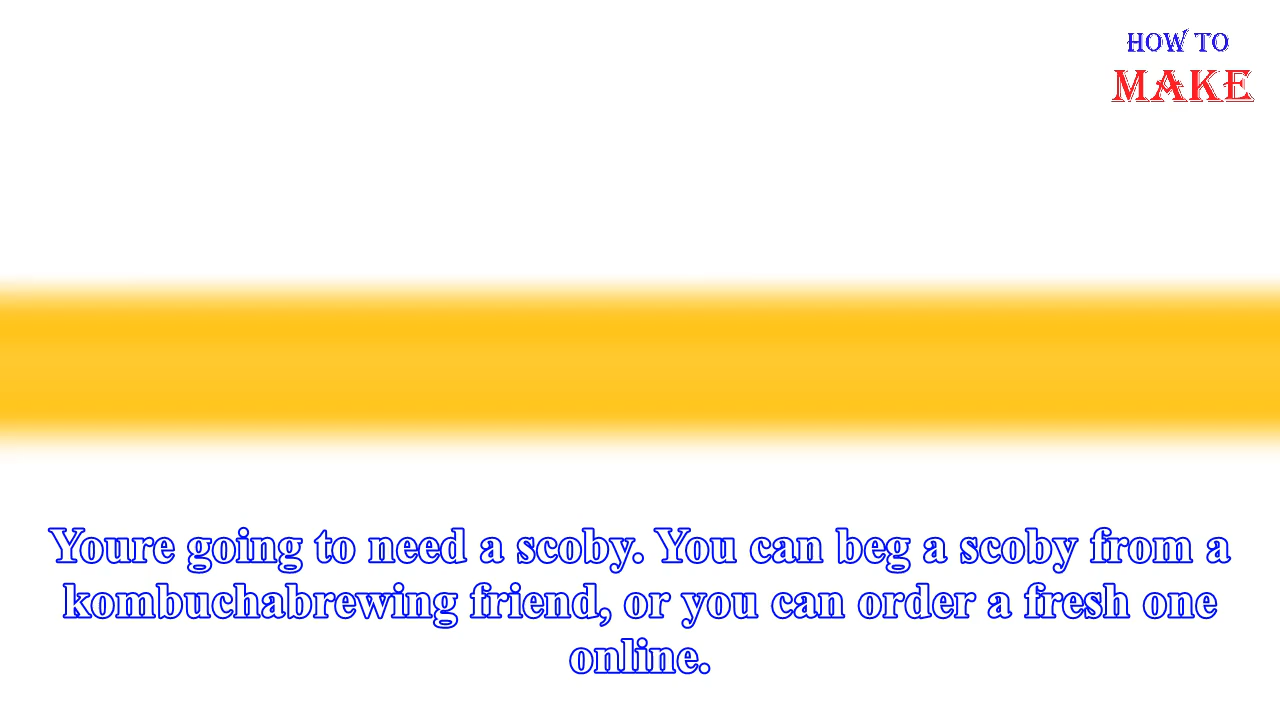 HOW TO
MAKE
Youre going to need a scoby. You can beg a scoby from a
kombuchabrewing friend, or you can order a fresh one
online.